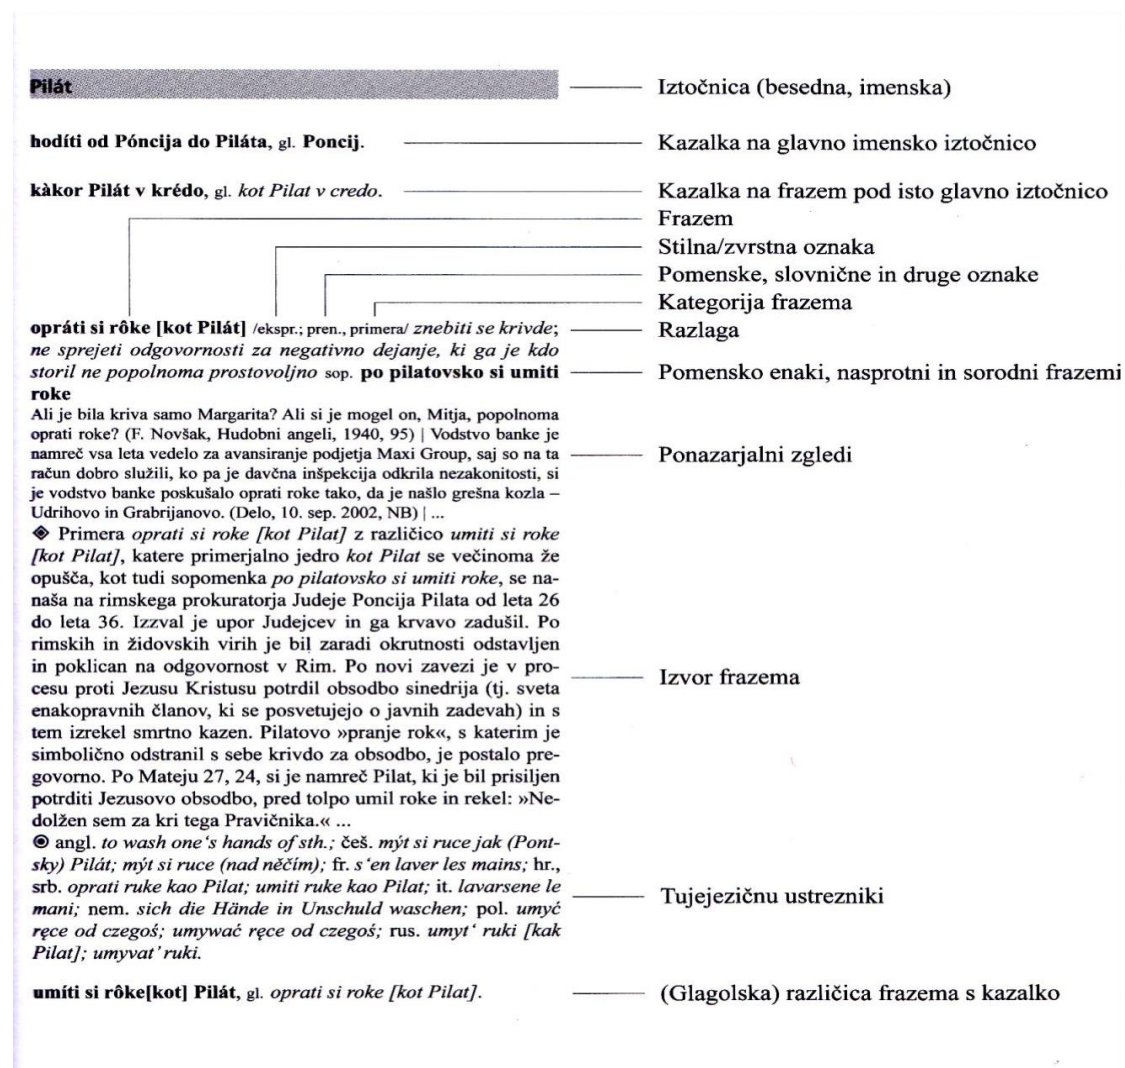 Pilát
Iztočnica (besedna, imenska)
hodíti od Póncija do Piláta, gl. Poncij.
Kazalka na glavno imensko iztočnico
kàkor Pilát v krédo, gl. kot Pilat v credo.
Kazalka na frazem pod isto glavno iztočnico
Frazem
Stilna/zvrstna oznaka
Pomenske, slovnične in druge oznake
Kategorija frazema
opráti si rôke [kot Pilát] /ekspr.; pren., primera/ znebiti se krivde;
Razlaga
ne sprejeti odgovornosti za negativno dejanje, ki ga je kdo
storil ne popolnoma prostovoljno sop. po pilatovsko si umiti
Pomensko enaki, nasprotni in sorodni frazemi
roke
Ali je bila kriva samo Margarita? Ali si je mogel on, Mitja, popolnoma
oprati roke? (F. Novšak, Hudobni angeli, 1940, 95) | Vodstvo banke je
namreč vsa leta vedelo za avansiranje podjetja Maxi Group, saj so na ta
Ponazarjalni zgledi
račun dobro služili, ko pa je davčna inšpekcija odkrila nezakonitosti, si
je vodstvo banke poskušalo oprati roke tako, da je našlo grešna kozla –
Udrihovo in Grabrijanovo. (Delo, 10. sep. 2002, NB) | ...
◈ Primera oprati si roke [kot Pilat] z različico umiti si roke
[kot Pilat], katere primerjalno jedro kot Pilat se večinoma že
opušča, kot tudi sopomenka po pilatovsko si umiti roke, se na-
naša na rimskega prokuratorja Judeje Poncija Pilata od leta 26
do leta 36. Izzval je upor Judejcev in ga krvavo zadušil. Po
rimskih in židovskih virih je bil zaradi okrutnosti odstavljen
in poklican na odgovornost v Rim. Po novi zavezi je v pro-
cesu proti Jezusu Kristusu potrdil obsodbo sinedrija (tj. sveta
Izvor frazema
enakopravnih članov, ki se posvetujejo o javnih zadevah) in s
tem izrekel smrtno kazen. Pilatovo »pranje rok«, s katerim je
simbolično odstranil s sebe krivdo za obsodbo, je postalo pre-
govorno. Po Mateju 27, 24, si je namreč Pilat, ki je bil prisiljen
potrditi Jezusovo obsodbo, pred tolpo umil roke in rekel: »Ne-
dolžen sem za kri tega Pravičnika.« ...
◉ angl. to wash one's hands of sth.; češ. mýt si ruce jak (Pont-
sky) Pilát; mýt si ruce (nad něčím); fr. s'en laver les mains; hr.,
srb. oprati ruke kao Pilat; umiti ruke kao Pilat; it. lavarsene le
Tujejezičnu ustrezniki
mani; nem. sich die Hände in Unschuld waschen; pol. umyć
ręce od czegoś; umywać ręce od czegoś; rus. umyt' ruki [kak
Pilat]; umyvat' ruki.
umíti si rôke[kot] Pilát, gl. oprati si roke [kot Pilat].
(Glagolska) različica frazema s kazalko